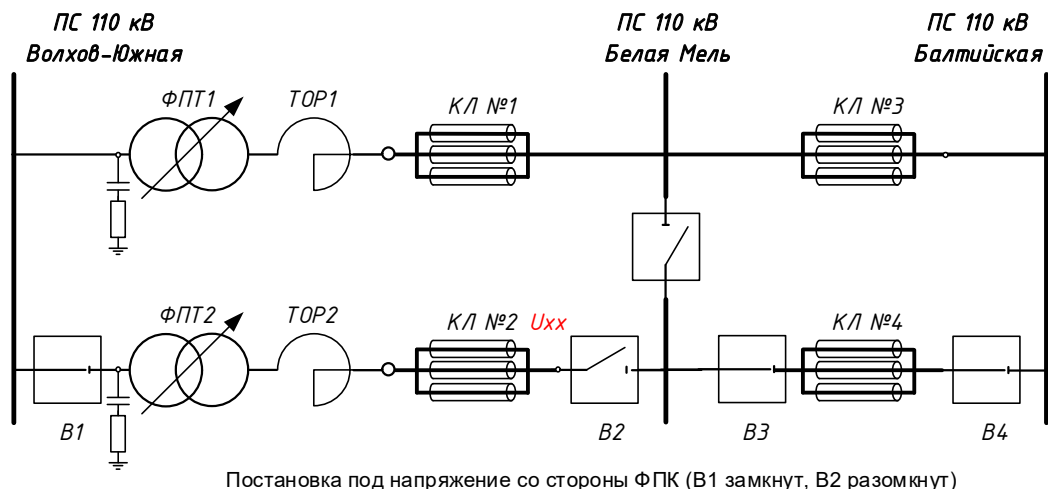 ПС 110 кВ
Волхов-Южная
ПС 110 кВ
Белая Мель
ПС 110 кВ
Балтийская
ФПТ1
ТОР1
КЛ №1
КЛ №3
ФПТ2
ТОР2
КЛ №2 Uxx
КЛ №4
В1
В2
В3
В4
Постановка под напряжение со стороны ФПК (В1 замкнут, В2 разомкнут)